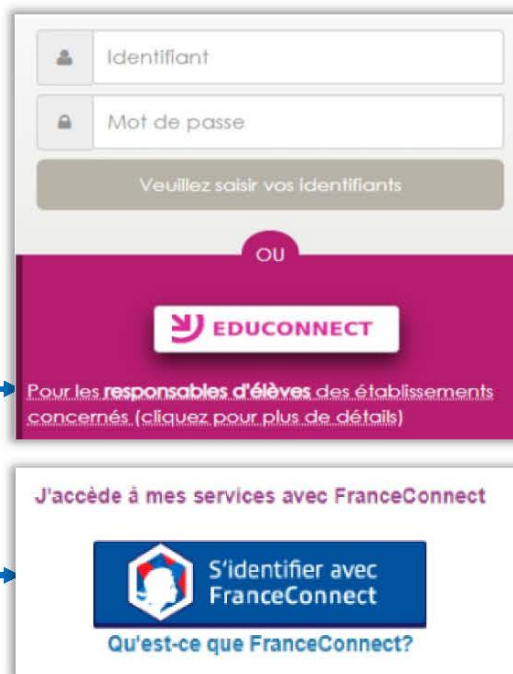 Identifiant
Mot de passe
Veuillez saisir vos identifiants
OU
EDUCONNECT
Pour les responsables d'élèves des établissements
concernés (cliquez pour plus de détails)
J'accède à mes services avec FranceConnect
S'identifier avec
FranceConnect
Qu'est-ce que FranceConnect?